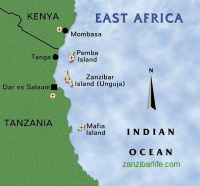 KENYA
EAST AFRICA
Mombasa
Tanga
Pemba
Island
Zanzibar
Island (Unguja)
Dar es Salaam
N
TANZANIA
Mafia
Island
INDIAN
OCEAN
zanzibarlife.com